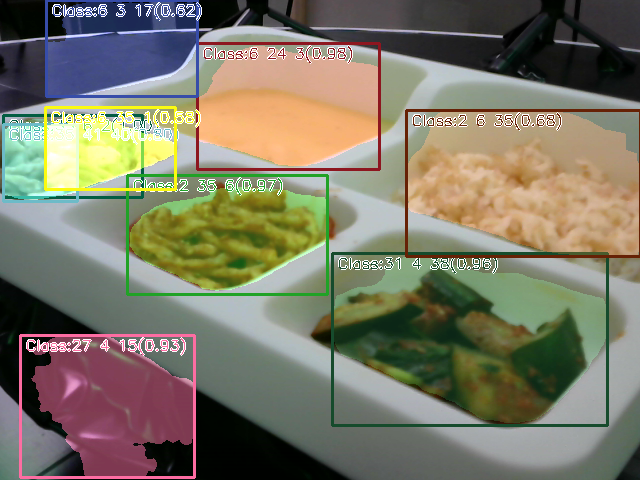 Class:6 3 17(0.62)
Class:6 24 3(0.98)
Class:2 6 35(0.68)
Class:2 35 6(0.97)
Class:31 4 38(0.96)
Class:27 4 15(0.93)